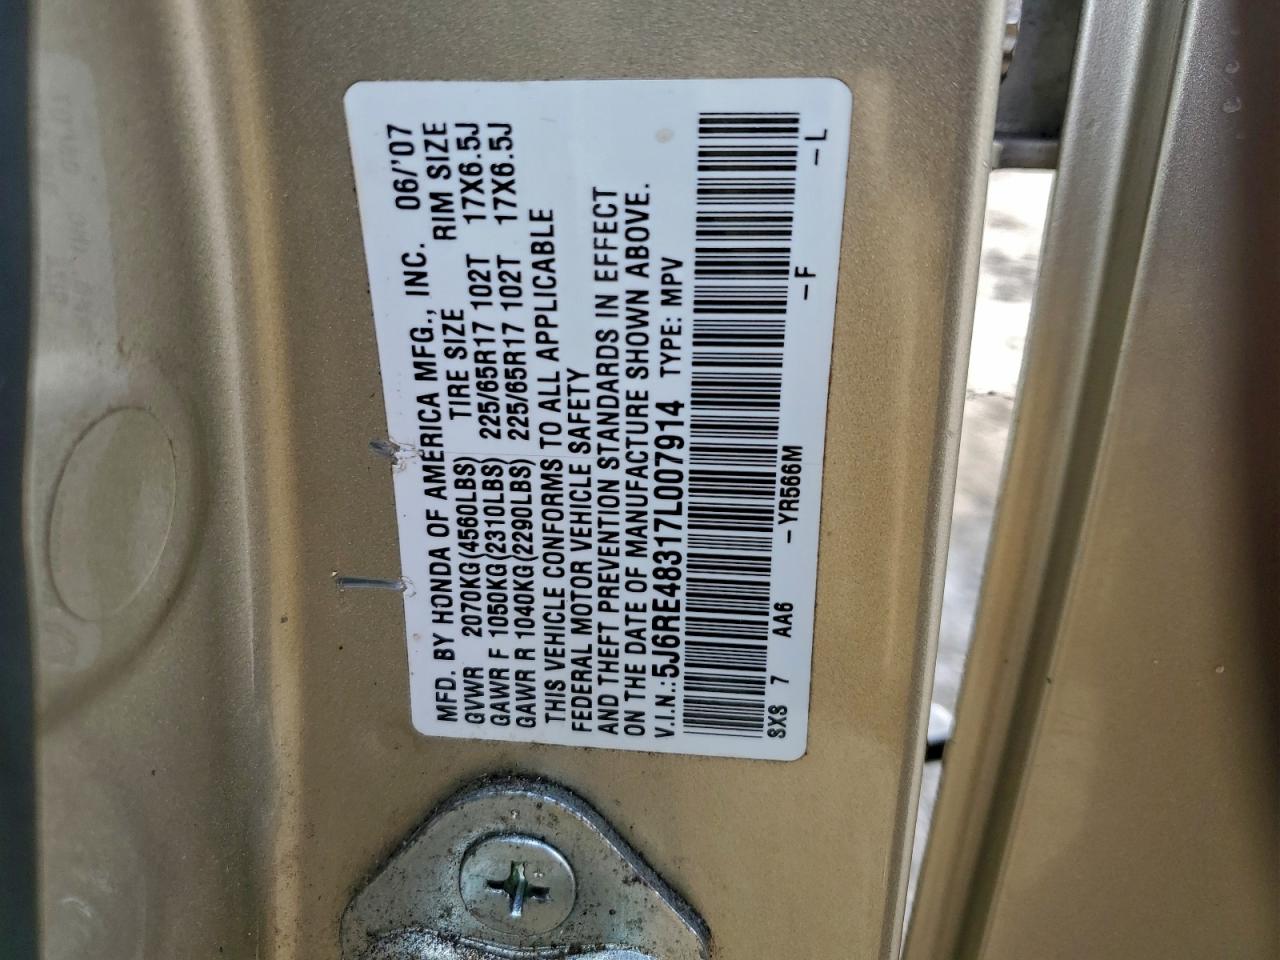 MFD. BY HONDA OF AMERICA MFG., INC. 06/'07
TIRE SIZE RIM SIZE
GVWR 2070KG(4560LBS)
GAWR F 1050KG(2310LBS) 225/65R17 102T 17X6.5J
GAWR R 1040KG(2290LBS) 225/65R17 102T 17X6.5J
THIS VEHICLE CONFORMS TO ALL APPLICABLE
FEDERAL MOTOR VEHICLE SAFETY
AND THEFT PREVENTION STANDARDS IN EFFECT
ON THE DATE OF MANUFACTURE SHOWN ABOVE.
V.I.N.:5J6RE48317L007914 TYPE: MPV
SXS 7 AA6 -YR566M -F -L